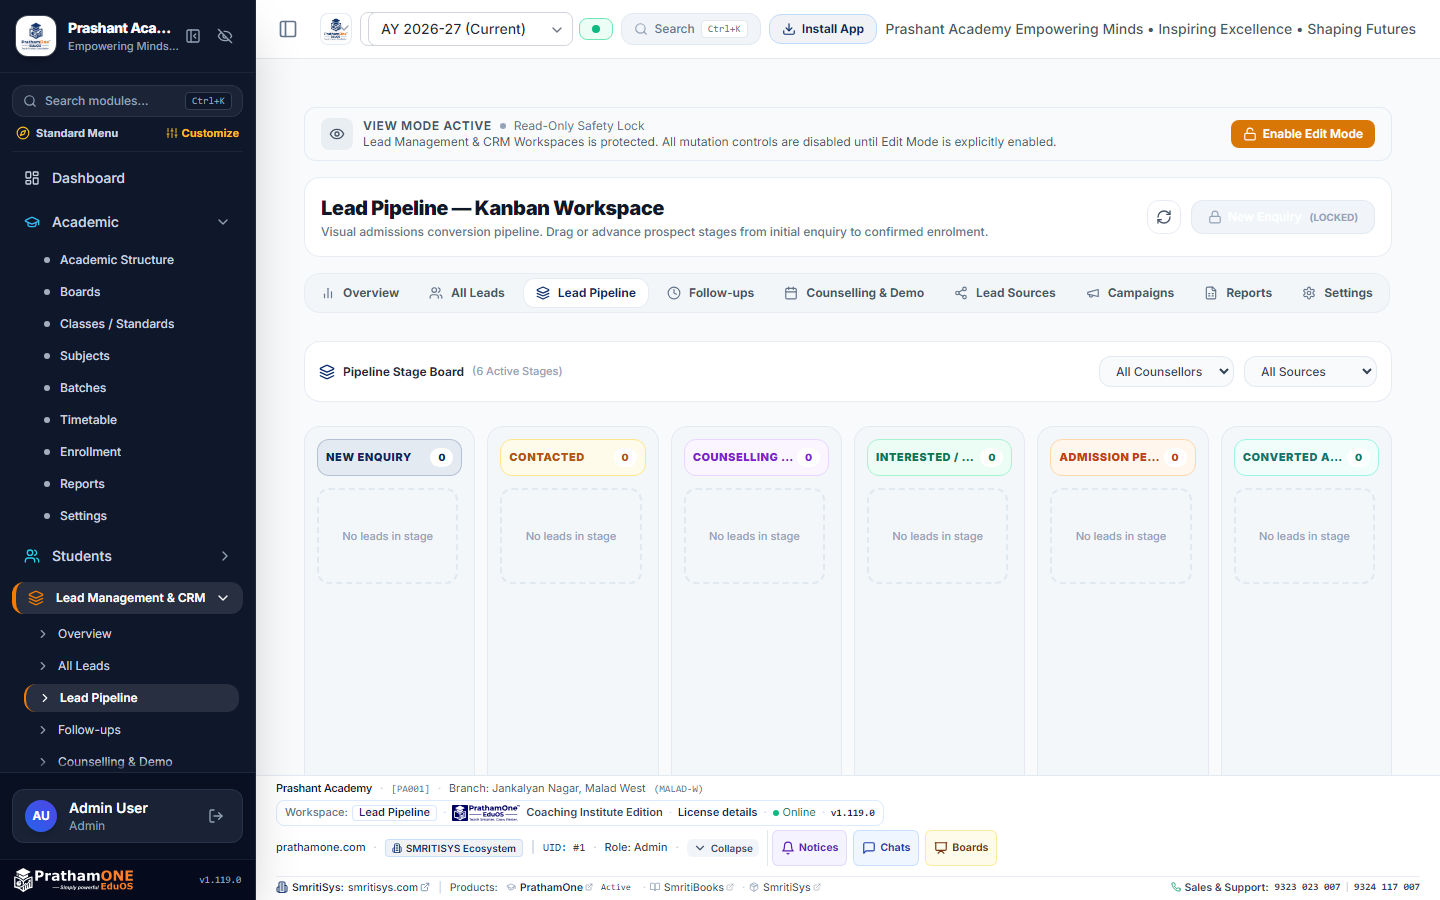 Prashant Aca...
Empowering Minds...
Search modules...
Ctrl+K
Standard Menu
Customize
Dashboard
Academic
Academic Structure
Boards
Classes / Standards
Subjects
Batches
Timetable
Enrollment
Reports
Settings
Students
Lead Management & CRM
Overview
All Leads
Lead Pipeline
Follow-ups
Counselling & Demo
AU
Admin User
Admin
PrathamONE
Simply powerful EduOS
v1.119.0
AY 2026-27 (Current)
Search
Ctrl+K
Install App
Prashant Academy Empowering Minds • Inspiring Excellence • Shaping Futures
VIEW MODE ACTIVE • Read-Only Safety Lock
Lead Management & CRM Workspaces is protected. All mutation controls are disabled until Edit Mode is explicitly enabled.
Enable Edit Mode
Lead Pipeline — Kanban Workspace
Visual admissions conversion pipeline. Drag or advance prospect stages from initial enquiry to confirmed enrolment.
New Enquiry (LOCKED)
Overview
All Leads
Lead Pipeline
Follow-ups
Counselling & Demo
Lead Sources
Campaigns
Reports
Settings
Pipeline Stage Board (6 Active Stages)
All Counsellors
All Sources
NEW ENQUIRY 0
CONTACTED 0
COUNSELLING ... 0
INTERESTED / ... 0
ADMISSION PE... 0
CONVERTED A... 0
No leads in stage
No leads in stage
No leads in stage
No leads in stage
No leads in stage
No leads in stage
Prashant Academy · [PA001] · Branch: Jankalyan Nagar, Malad West (MALAD-W)
Workspace: Lead Pipeline · PrathamOne EduOS Coaching Institute Edition · License details · Online · v1.119.0
prathamone.com · SMRITISYS Ecosystem | UID: #1 · Role: Admin · Collapse
Notices
Chats
Boards
SmritiSys: smritisys.com | Products: PrathamOne Active · SmritiBooks · SmritiSys
Sales & Support: 9323 023 007 | 9324 117 007